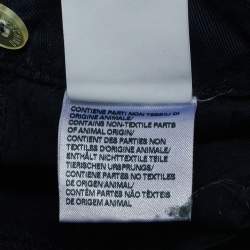 CONTIENE PARTI NON TESSILI DI
ORIGINE ANIMALE/
CONTAINS NON-TEXTILE PARTS
OF ANIMAL ORIGIN/
CONTIENT DES PARTIES NON
TEXTILES D'ORIGINE ANIMALE/
ENTHÄLT NICHTTEXTILE TEILE
TIERISCHEN URSPRUNGS/
CONTIENE PARTES NO TEXTILES
DE ORIGEN ANIMAL/
CONTÉM PARTES NÃO TÊXTEIS
DE ORIGEM ANIMAL